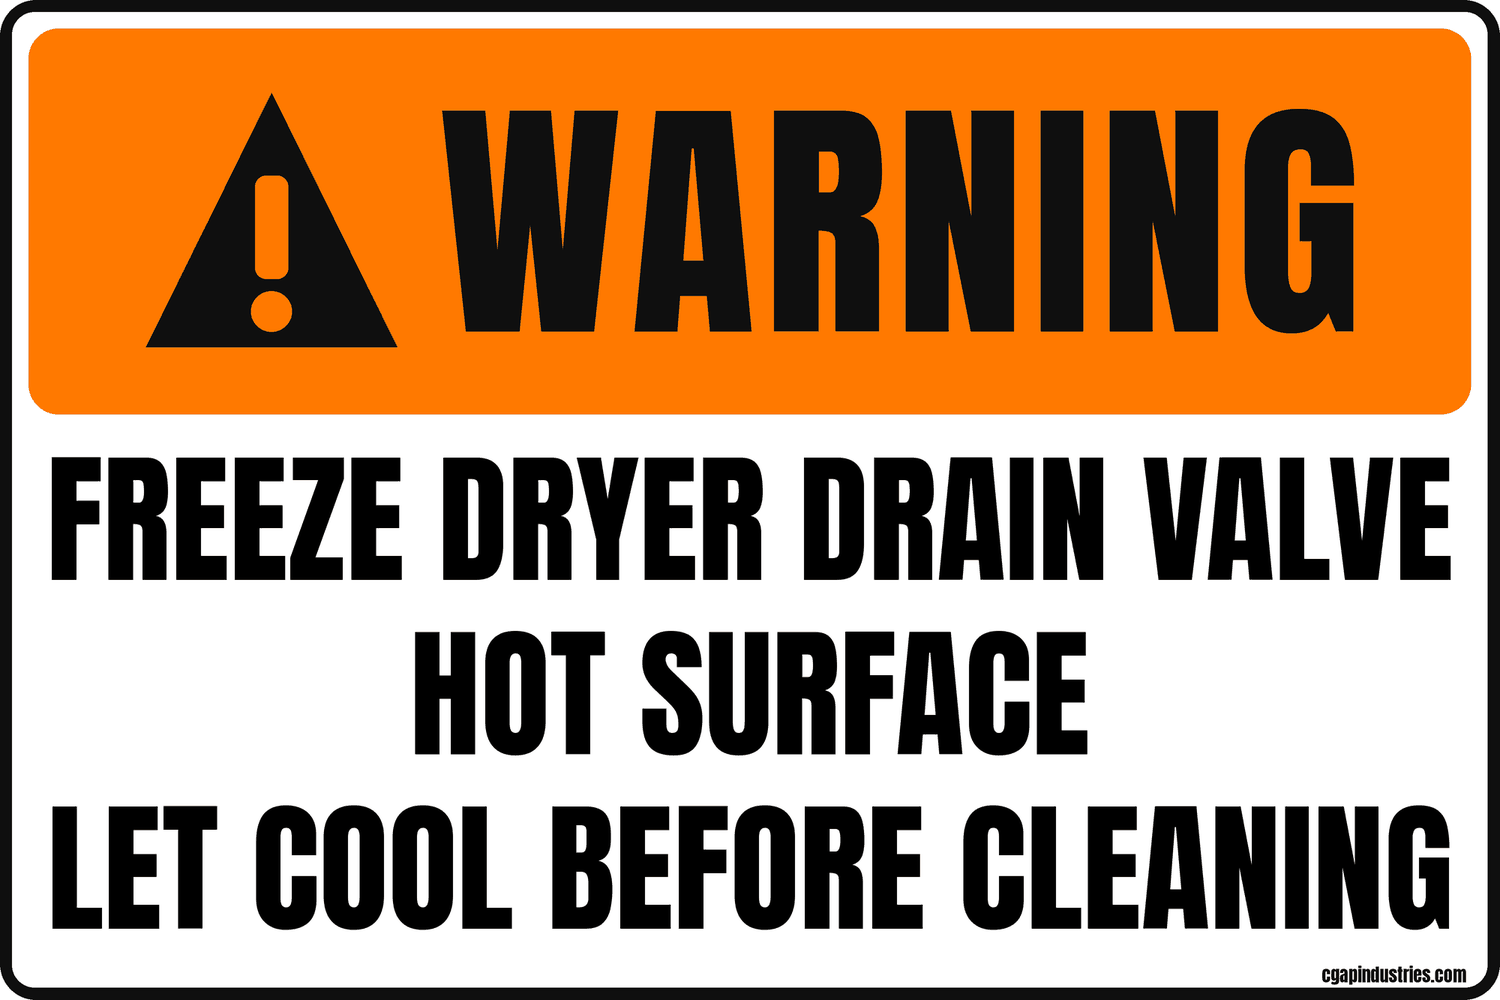 WARNING
FREEZE DRYER DRAIN VALVE
HOT SURFACE
LET COOL BEFORE CLEANING
cgapindustries.com